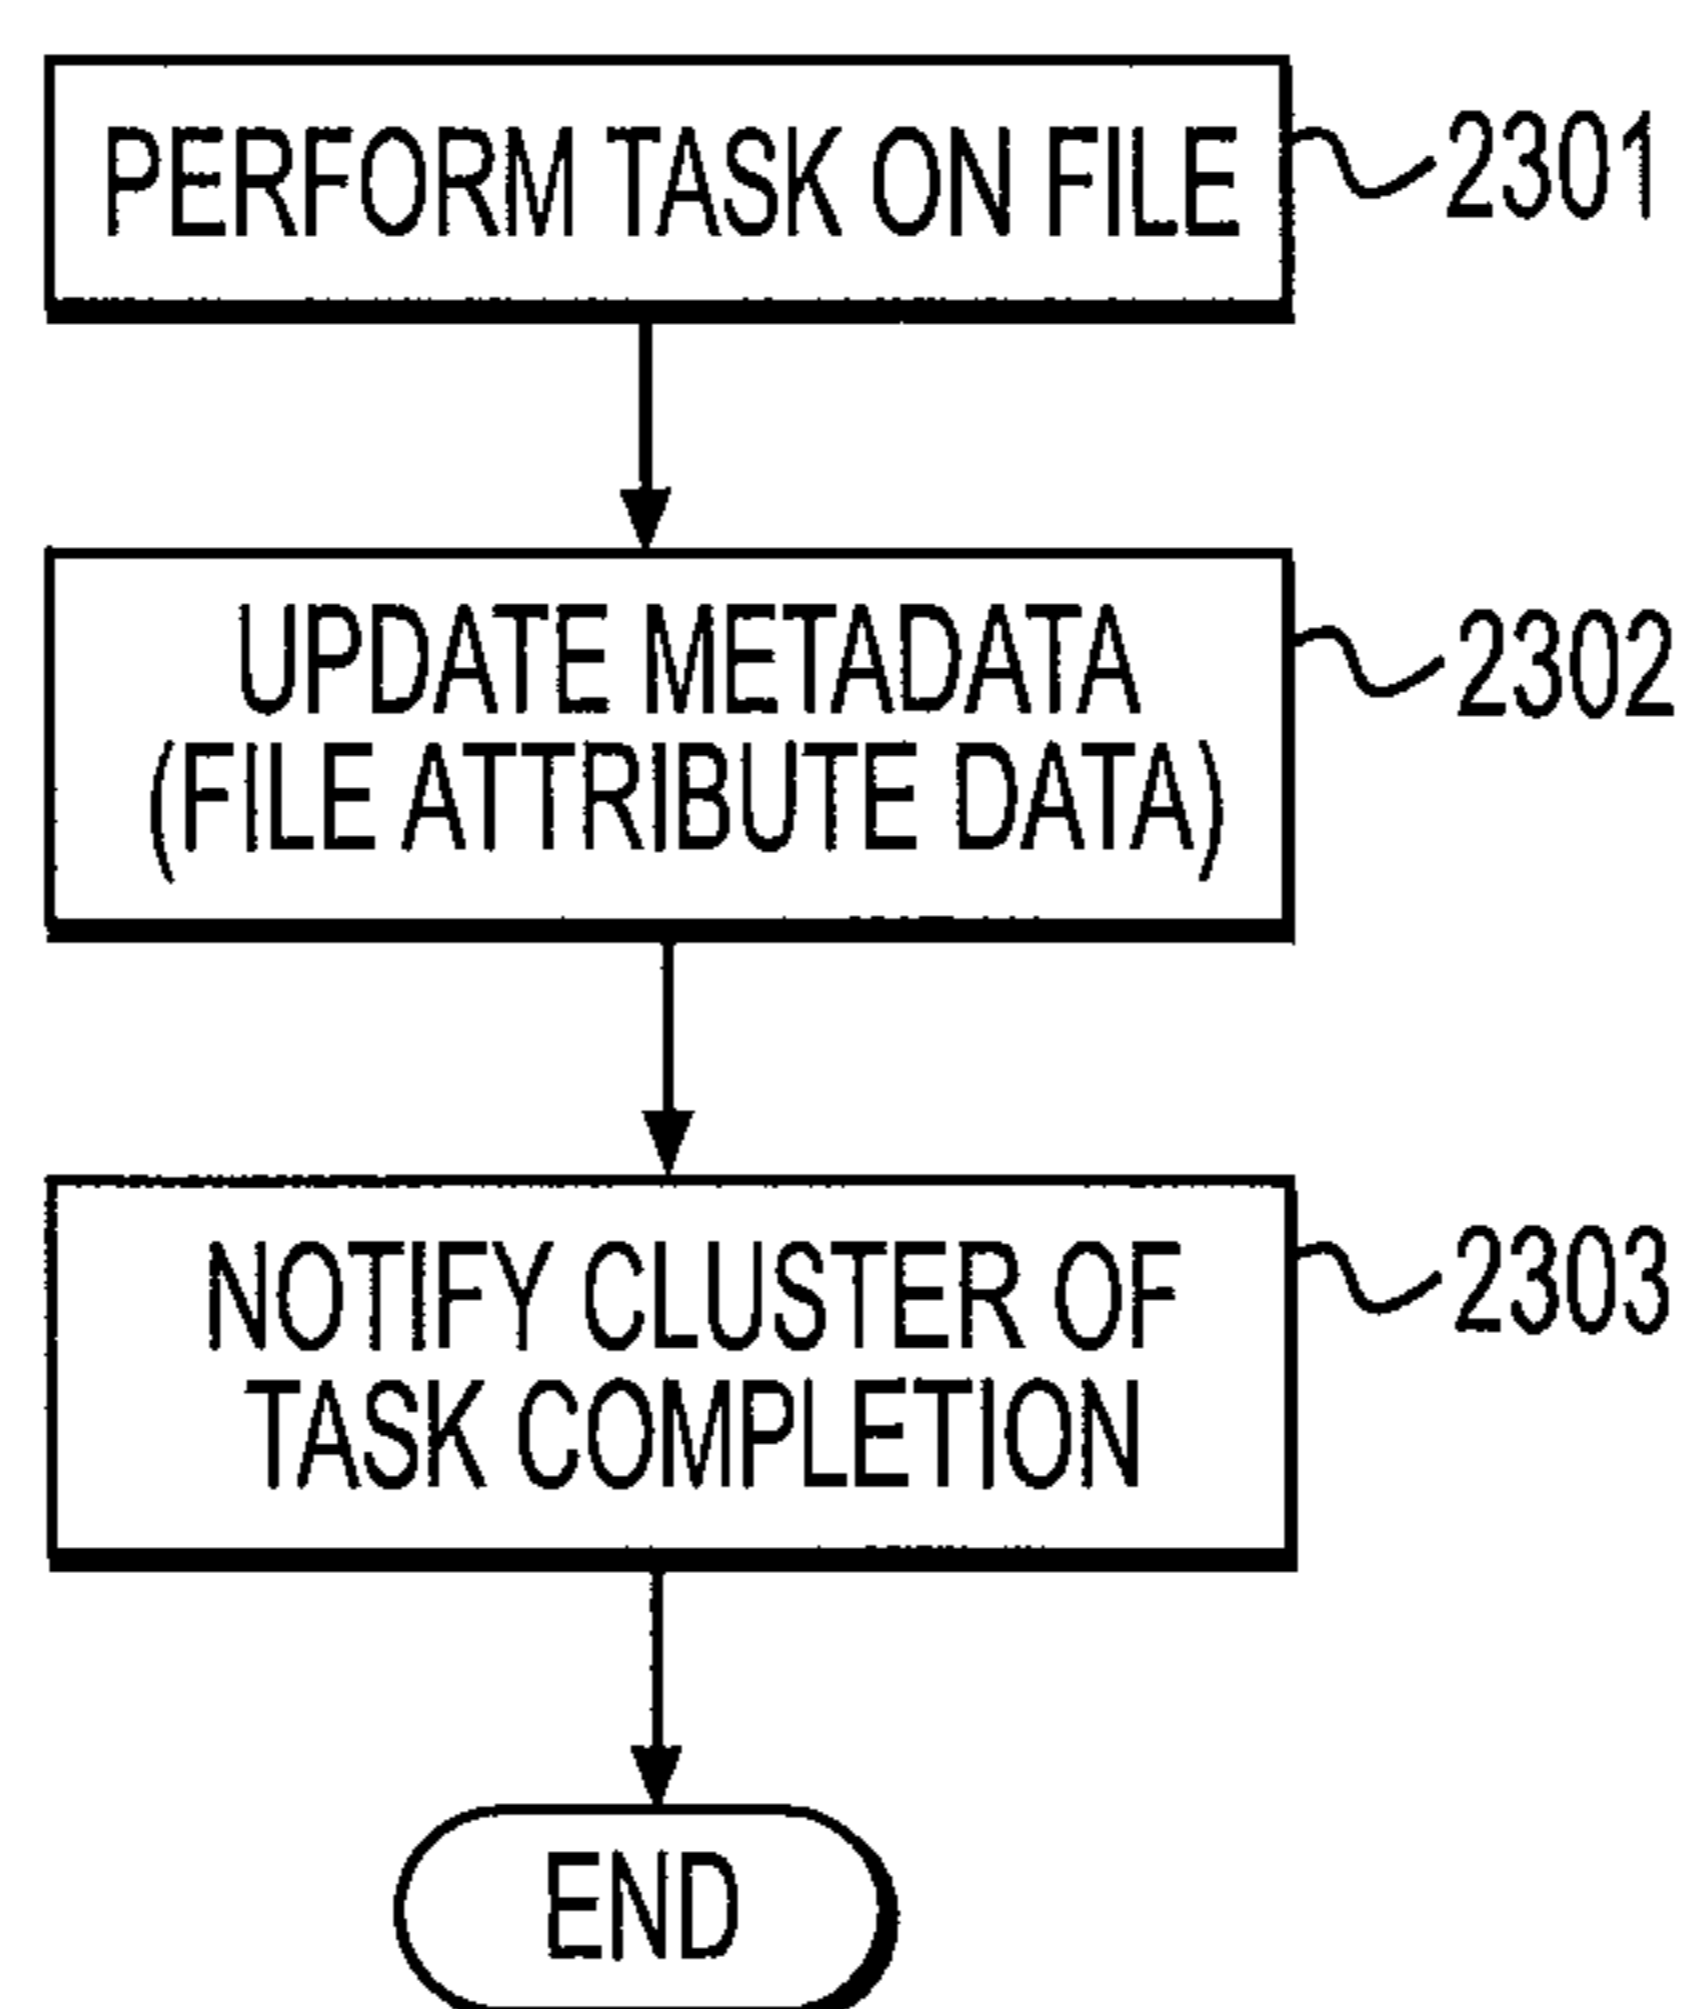 PERFORM TASK ON FILE
2301
UPDATE METADATA
(FILE ATTRIBUTE DATA)
2302
NOTIFY CLUSTER OF
TASK COMPLETION
2303
END